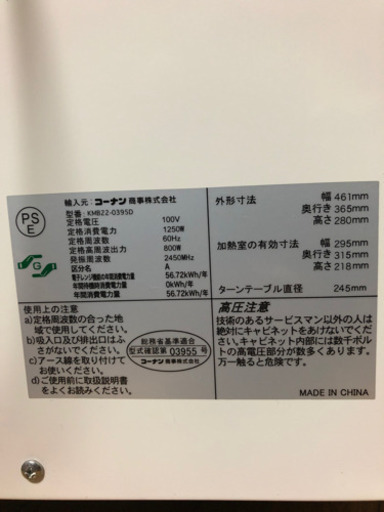 PS
E
輸入元: コーナン商事株式会社
型番: KMB22-0395D
定格電圧 100V
定格消費電力 1250W
定格周波数 60Hz
定格高周波出力 800W
発振周波数 2450MHz
区分名 A
電子レンジ機能の年間消費電力量 56.72kWh/年
年間待機時消費電力量 0kWh/年
年間消費電力量 56.72kWh/年
外形寸法 幅 461mm
奥行き 365mm
高さ 280mm
加熱室の有効寸法 幅 295mm
奥行き 315mm
高さ 218mm
ターンテーブル直径 245mm
使用上の注意
a)定格周波数の合った地
域で使用してください。
b)吸入口及び排出口はふ
さがないでください。
c)アース線を取り付けて
お使いください。
d)ご使用前に取扱説明書を
よくお読みください。
総務省基準適合
型式確認第 03955 号
コーナン商事株式会社
高圧注意
技術のあるサービスマン以外の人は
絶対にキャビネットをあけないでくだ
さい。キャビネット内部には数千ボルト
の高電圧部分が数多くあります。
万一触ると危険です。
MADE IN CHINA